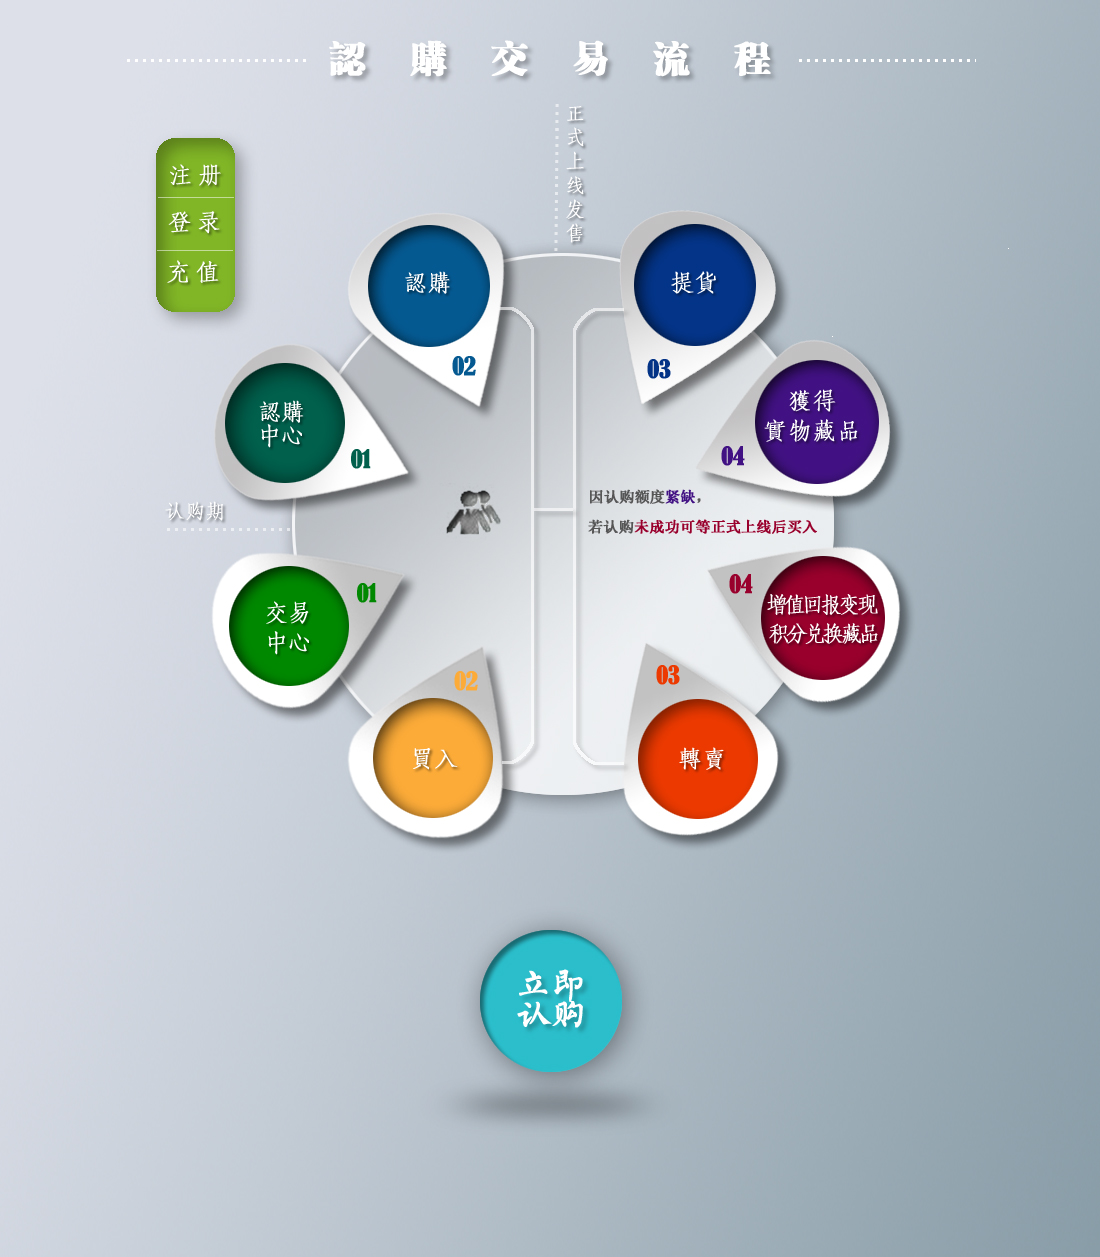 認購交易流程
正式上线发售
注册
登录
充值
認購
02
提货
03
認購
中心
01
獲得
實物藏品
04
认购期
因认购额度紧缺，
若认购未成功可等正式上线后买入
交易
中心
01
04
增值回报变现
积分兑换藏品
02
買入
03
轉賣
立即
认购